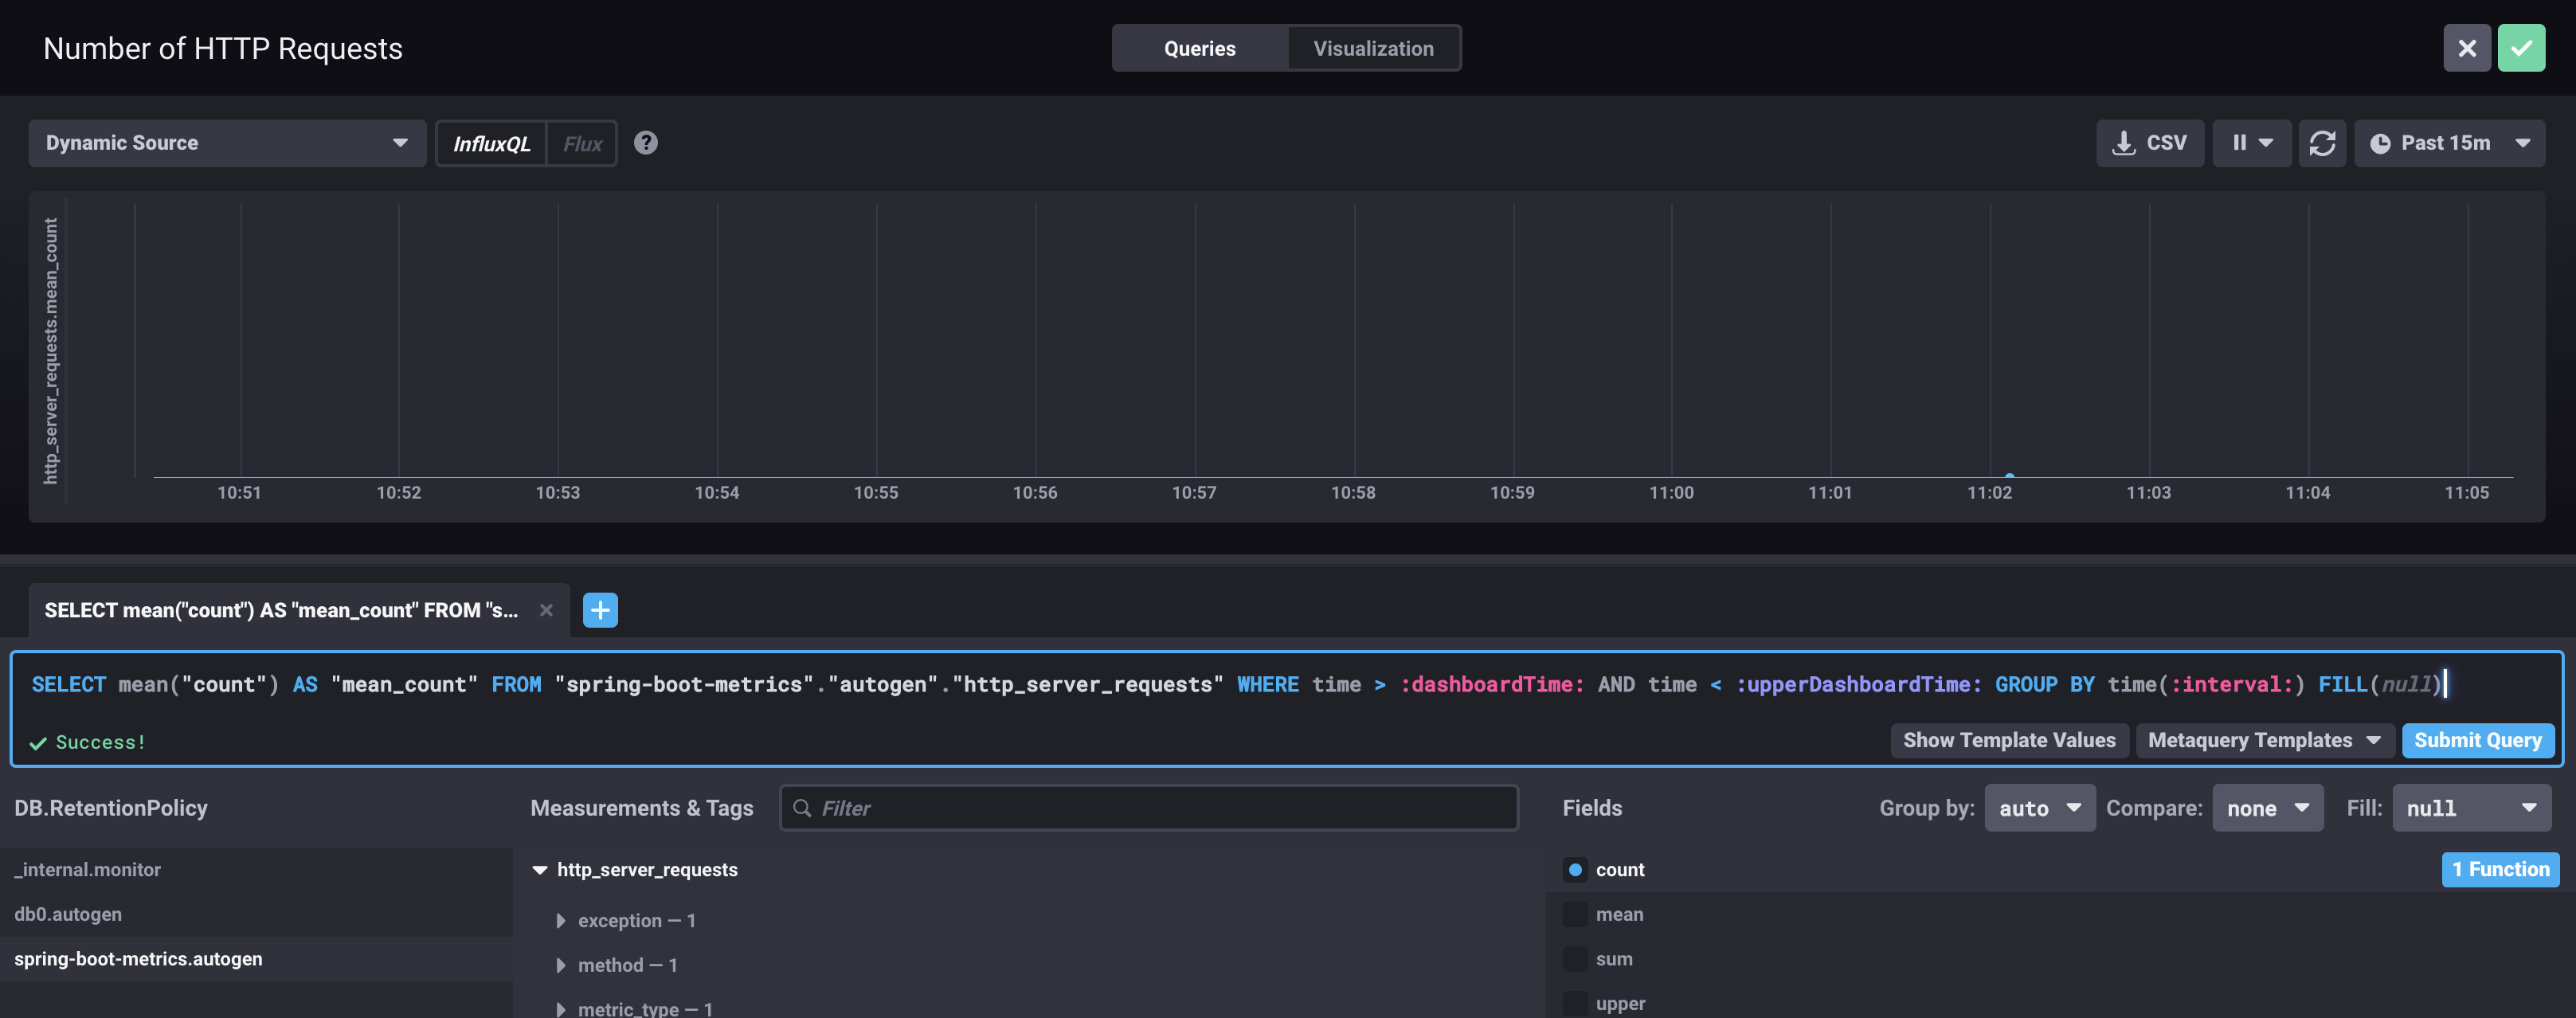 Number of HTTP Requests
Queries
Visualization
Dynamic Source
InfluxQL
Flux
?
CSV
Past 15m
http_server_requests.mean_count
10:51
10:52
10:53
10:54
10:55
10:56
10:57
10:58
10:59
11:00
11:01
11:02
11:03
11:04
11:05
SELECT mean("count") AS "mean_count" FROM "s...
SELECT mean("count") AS "mean_count" FROM "spring-boot-metrics"."autogen"."http_server_requests" WHERE time > :dashboardTime: AND time < :upperDashboardTime: GROUP BY time(:interval:) FILL(null)
Success!
Show Template Values
Metaquery Templates
Submit Query
DB.RetentionPolicy
Measurements & Tags
Filter
Fields
Group by:
auto
Compare:
none
Fill:
null
_internal.monitor
db0.autogen
spring-boot-metrics.autogen
http_server_requests
exception — 1
method — 1
metric_type — 1
count
1 Function
mean
sum
upper